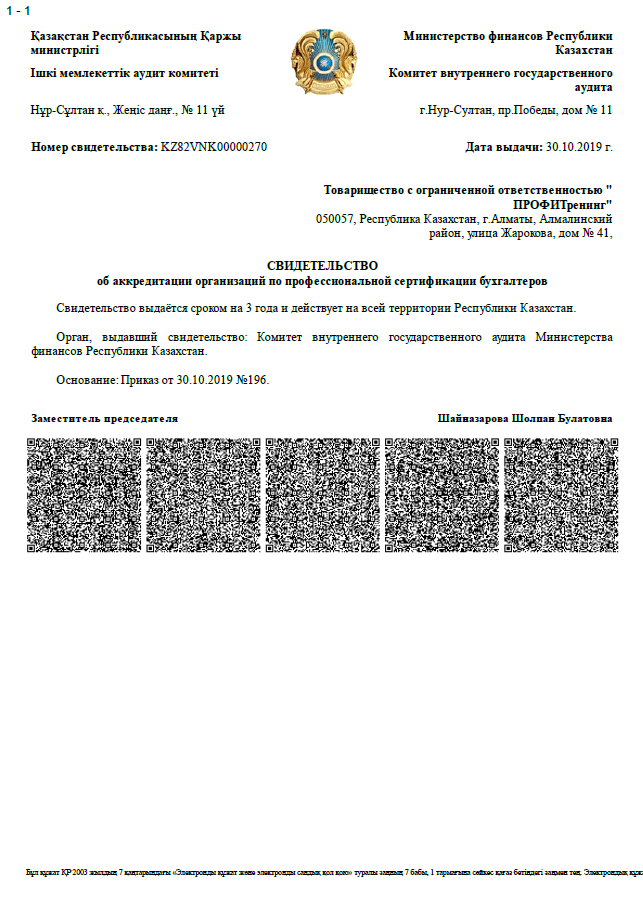 1 - 1
Қазақстан Республикасының Қаржы
министрлігі
Ішкі мемлекеттік аудит комитеті
Нұр-Сұлтан қ., Жеңіс даңғ., № 11 үй
Министерство финансов Республики
Казахстан
Комитет внутреннего государственного
аудита
г.Нур-Султан, пр.Победы, дом № 11
Номер свидетельства: KZ82VNK00000270
Дата выдачи: 30.10.2019 г.
Товарищество с ограниченной ответственностью "
ПРОФИТренинг"
050057, Республика Казахстан, г.Алматы, Алмалинский
район, улица Жарокова, дом № 41,
СВИДЕТЕЛЬСТВО
об аккредитации организаций по профессиональной сертификации бухгалтеров
Свидетельство выдаётся сроком на 3 года и действует на всей территории Республики Казахстан.
Орган, выдавший свидетельство: Комитет внутреннего государственного аудита Министерства
финансов Республики Казахстан.
Основание: Приказ от 30.10.2019 №196.
Заместитель председателя
Шайназарова Шолпан Булатовна
Бұл құжат ҚР 2003 жылдың 7 қаңтарындағы «Электронды құжат және электронды сандық қол қою» туралы заңның 7 бабы, 1 тармағына сәйкес қағаз бетіндегі заңмен тең. Электрондық